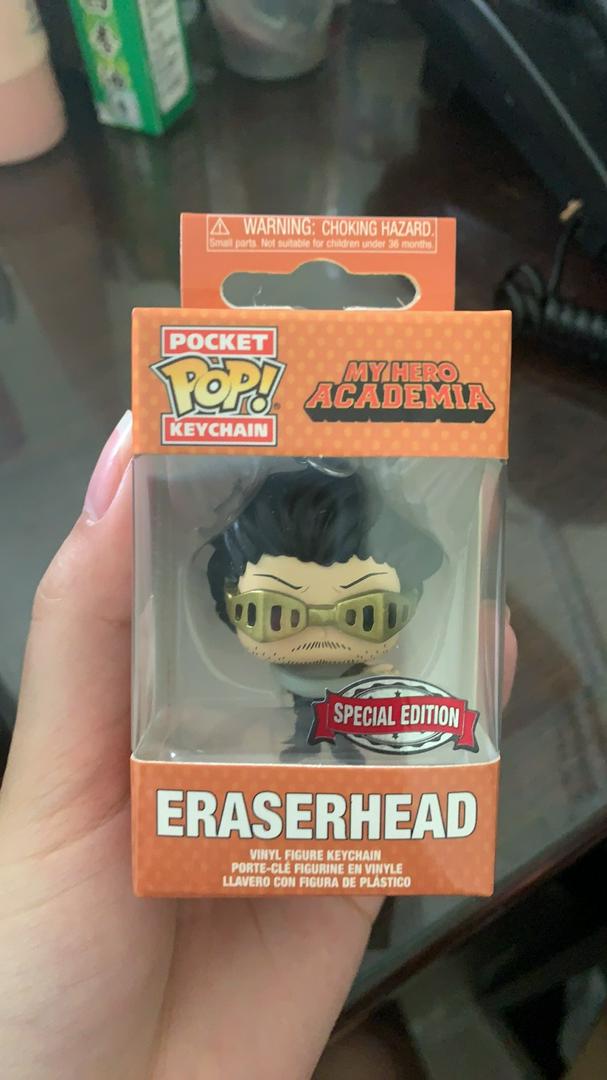 WARNING: CHOKING HAZARD.
Small parts. Not suitable for children under 36 months.
POCKET
POP!
KEYCHAIN
MY HERO
ACADEMIA
SPECIAL EDITION
ERASERHEAD
VINYL FIGURE KEYCHAIN
PORTE-CLÉ FIGURINE EN VINYLE
LLAVERO CON FIGURA DE PLÁSTICO